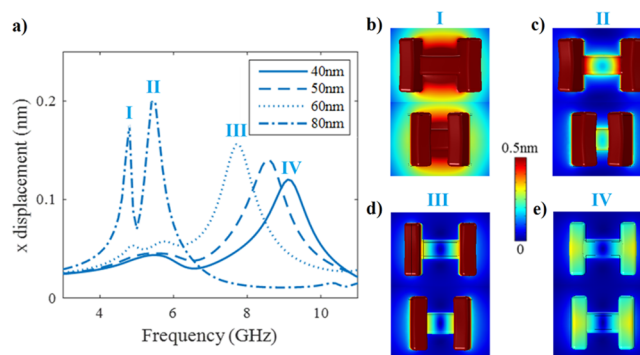 a)
x displacement (nm)
0.2
0.1
0
4
6
8
10
Frequency (GHz)
I
II
III
IV
40nm
50nm
60nm
80nm
b)
I
c)
II
0.5nm
0
d)
III
e)
IV